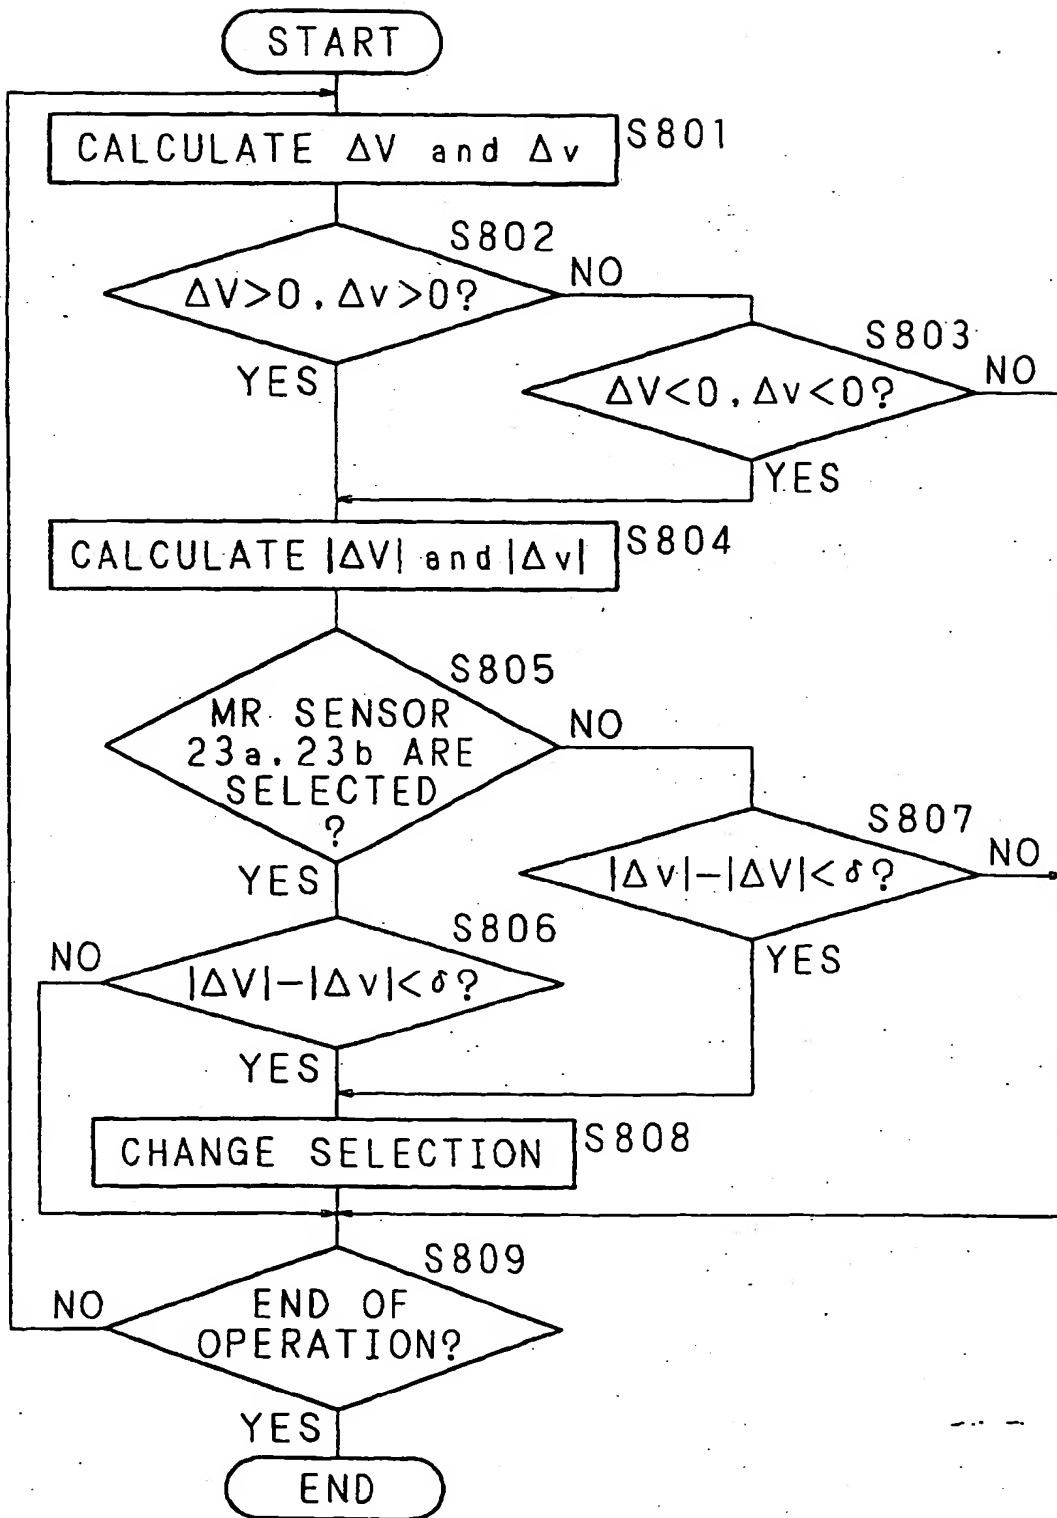 START
CALCULATE ΔV and Δv
S801
S802
ΔV>0, Δv>0?
NO
YES
S803
ΔV<0, Δv<0?
NO
YES
CALCULATE |ΔV| and |Δv|
S804
S805
MR SENSOR
23a, 23b ARE
SELECTED
?
NO
YES
S807
|Δv|-|ΔV|<δ?
NO
YES
S806
NO
|ΔV|-|Δv|<δ?
YES
CHANGE SELECTION
S808
S809
NO
END OF
OPERATION?
YES
END